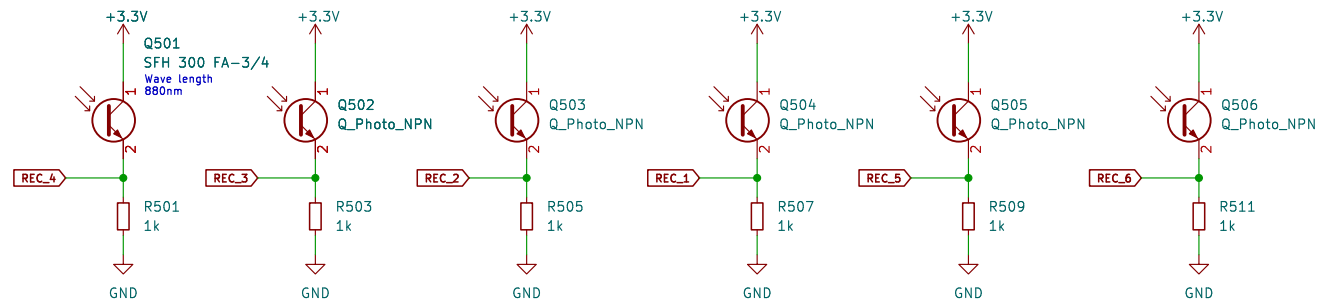 +3.3V +3.3V +3.3V +3.3V +3.3V +3.3V
Q501
SFH 300 FA-3/4
Wave length
880nm
1 1 1 1 1 1
Q502 Q503 Q504 Q505 Q506
Q_Photo_NPN Q_Photo_NPN Q_Photo_NPN Q_Photo_NPN Q_Photo_NPN
2 2 2 2 2 2
REC_4 REC_3 REC_2 REC_1 REC_5 REC_6
R501 R503 R505 R507 R509 R511
1k 1k 1k 1k 1k 1k
GND GND GND GND GND GND